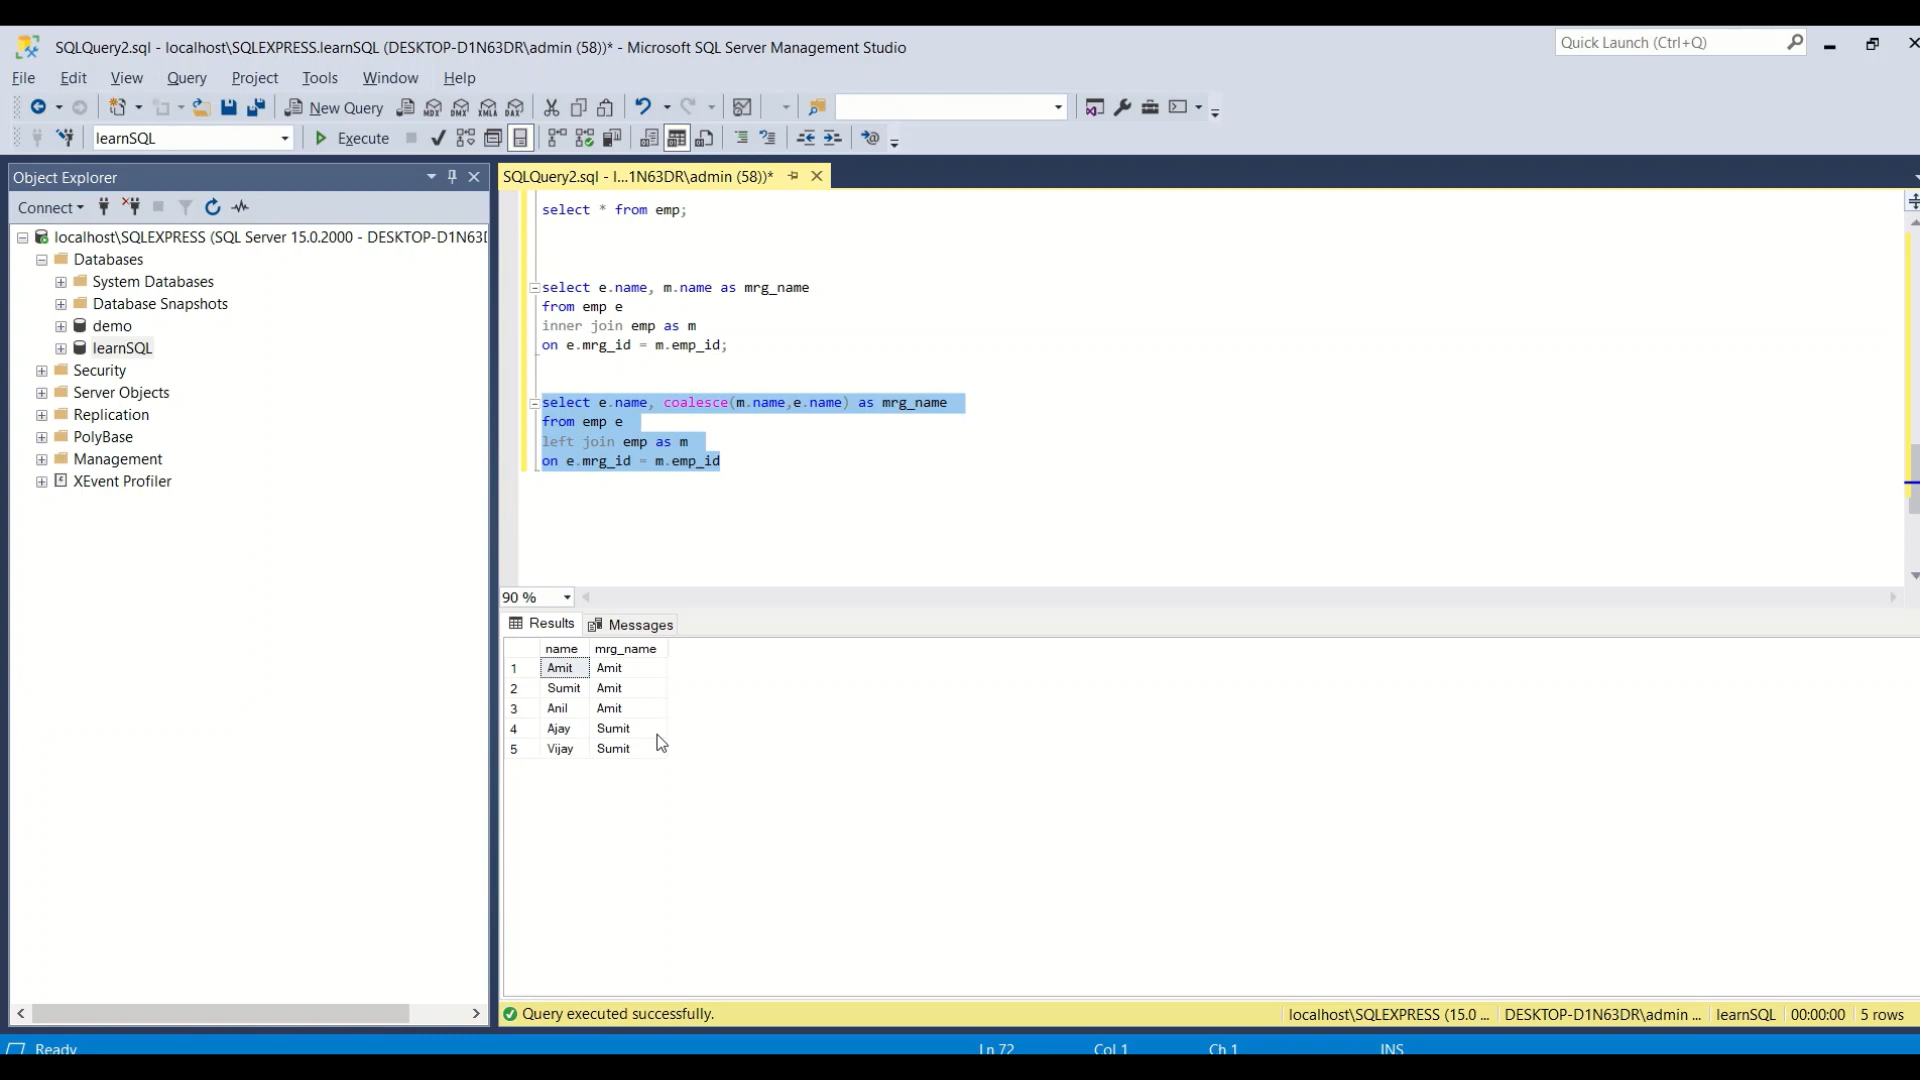 SQLQuery2.sql - localhost\SQLEXPRESS.learnSQL (DESKTOP-D1N63DR\admin (58))* - Microsoft SQL Server Management Studio
Quick Launch (Ctrl+Q)
File Edit View Query Project Tools Window Help
New Query MDX DMX XMLA DAX
learnSQL Execute
Object Explorer
SQLQuery2.sql - l...1N63DR\admin (58))*
Connect
localhost\SQLEXPRESS (SQL Server 15.0.2000 - DESKTOP-D1N63D
Databases
System Databases
Database Snapshots
demo
learnSQL
Security
Server Objects
Replication
PolyBase
Management
XEvent Profiler
select * from emp;
select e.name, m.name as mrg_name
from emp e
inner join emp as m
on e.mrg_id = m.emp_id;
select e.name, coalesce(m.name,e.name) as mrg_name
from emp e
left join emp as m
on e.mrg_id = m.emp_id
90 %
Results Messages
name mrg_name
1 Amit Amit
2 Sumit Amit
3 Anil Amit
4 Ajay Sumit
5 Vijay Sumit
Query executed successfully.
localhost\SQLEXPRESS (15.0 ... DESKTOP-D1N63DR\admin ... learnSQL 00:00:00 5 rows
Ready Ln 72 Col 1 Ch 1 INS